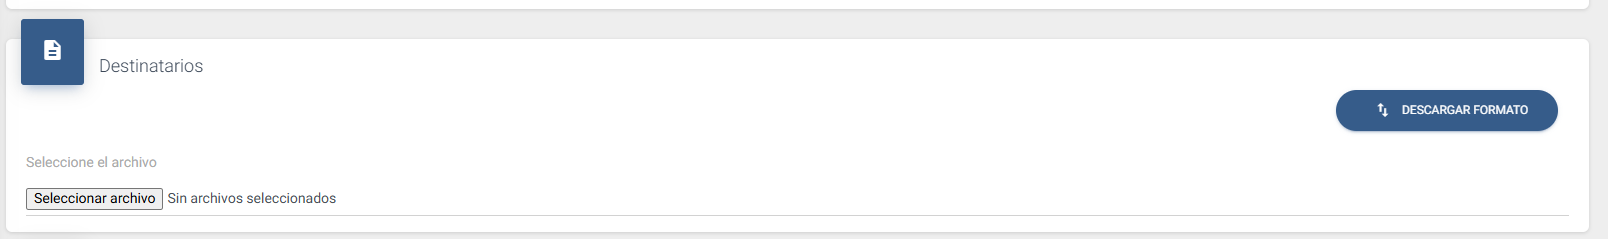 Destinatarios
DESCARGAR FORMATO
Seleccione el archivo
Seleccionar archivo Sin archivos seleccionados